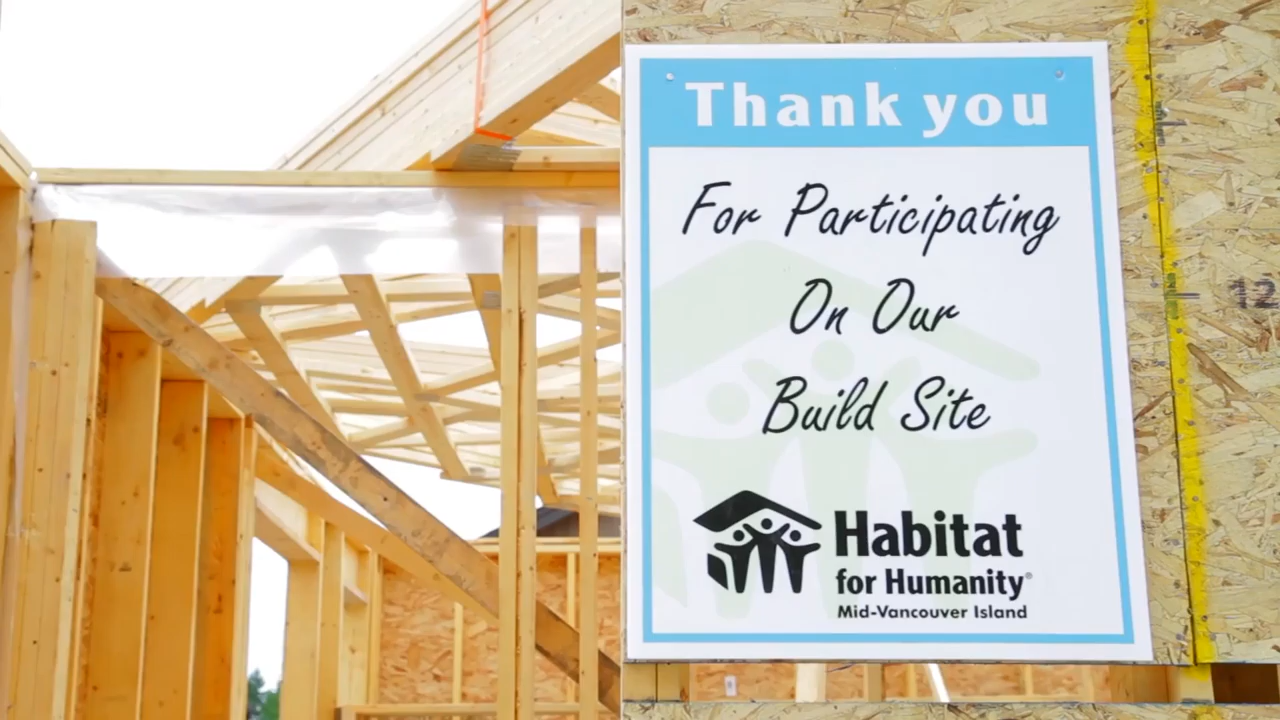 Thank you
For Participating
On Our
Build Site
Habitat
for Humanity®
Mid-Vancouver Island
12